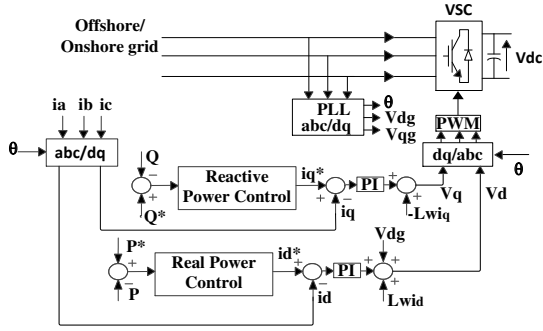 VSC
Offshore/
Onshore grid
Vdc
ia ib ic
PLL
abc/dq
θ
Vdg
Vqg
PWM
θ
abc/dq
dq/abc
θ
Q
−
+
Q*
Reactive
Power Control
iq*
+
−
iq
PI
+
+
-Lwiq
Vq
Vd
Vdg
P*
+
−
P
Real Power
Control
id*
+
−
id
PI
+
+
+
Lwid